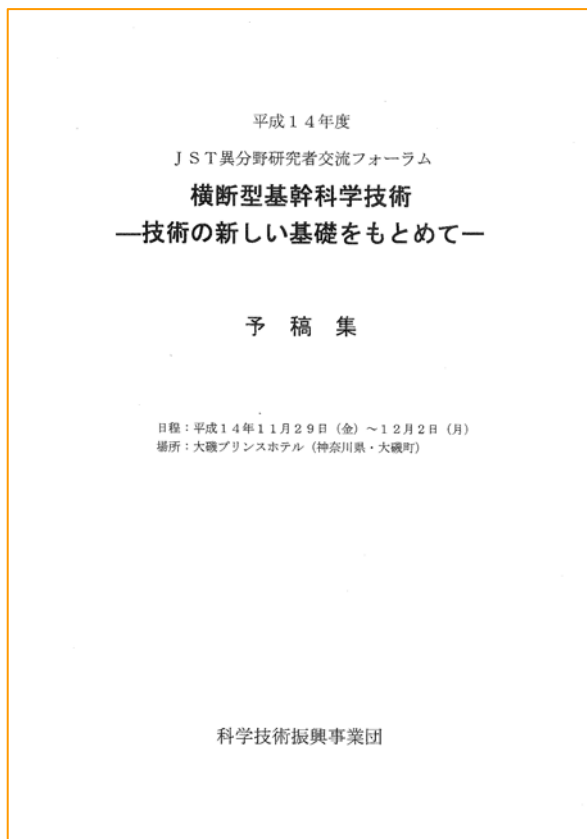 平成１４年度
ＪＳＴ異分野研究者交流フォーラム
横断型基幹科学技術
―技術の新しい基礎をもとめて―
予 稿 集
日程：平成１４年１１月２９日（金）～１２月２日（月）
場所：大磯プリンスホテル（神奈川県・大磯町）
科学技術振興事業団